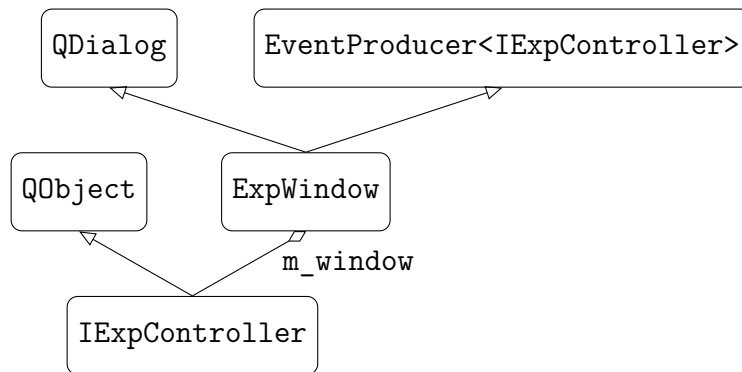 QDialog
EventProducer<IExpController>
QObject
ExpWindow
m_window
IExpController